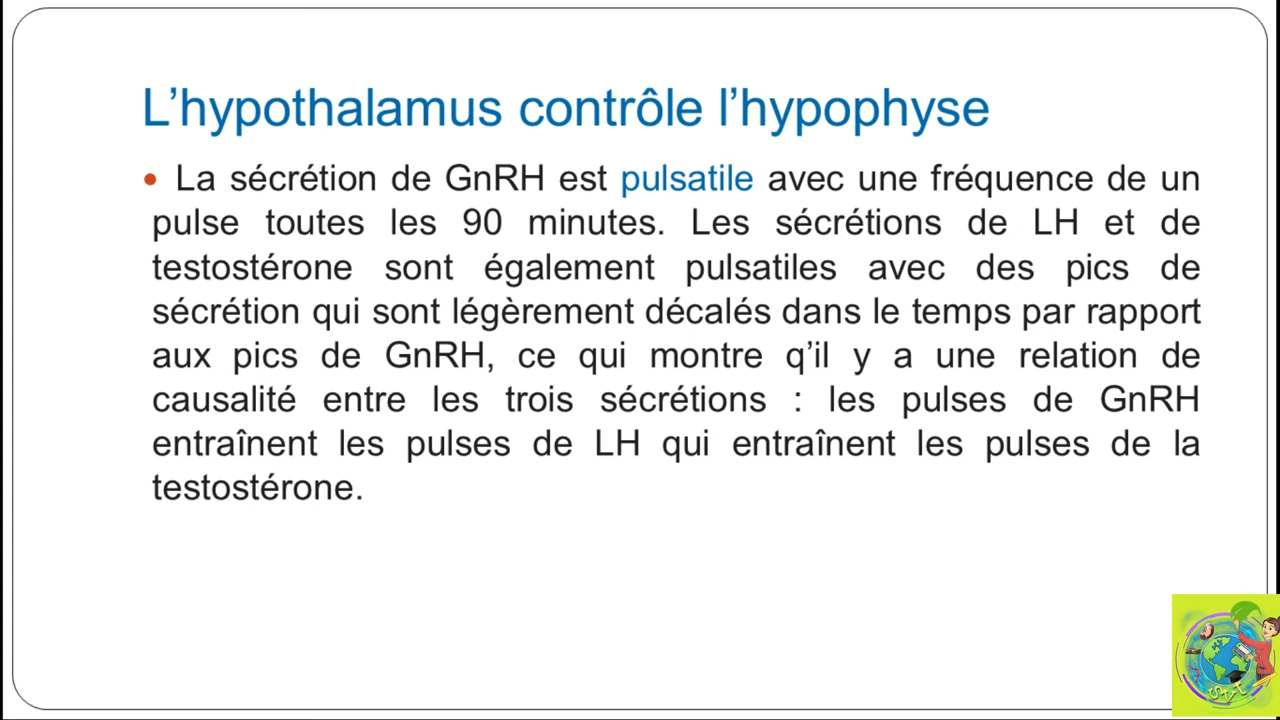 L’hypothalamus contrôle l’hypophyse
• La sécrétion de GnRH est pulsatile avec une fréquence de un
pulse toutes les 90 minutes. Les sécrétions de LH et de
testostérone sont également pulsatiles avec des pics de
sécrétion qui sont légèrement décalés dans le temps par rapport
aux pics de GnRH, ce qui montre q’il y a une relation de
causalité entre les trois sécrétions : les pulses de GnRH
entraînent les pulses de LH qui entraînent les pulses de la
testostérone.
SVT